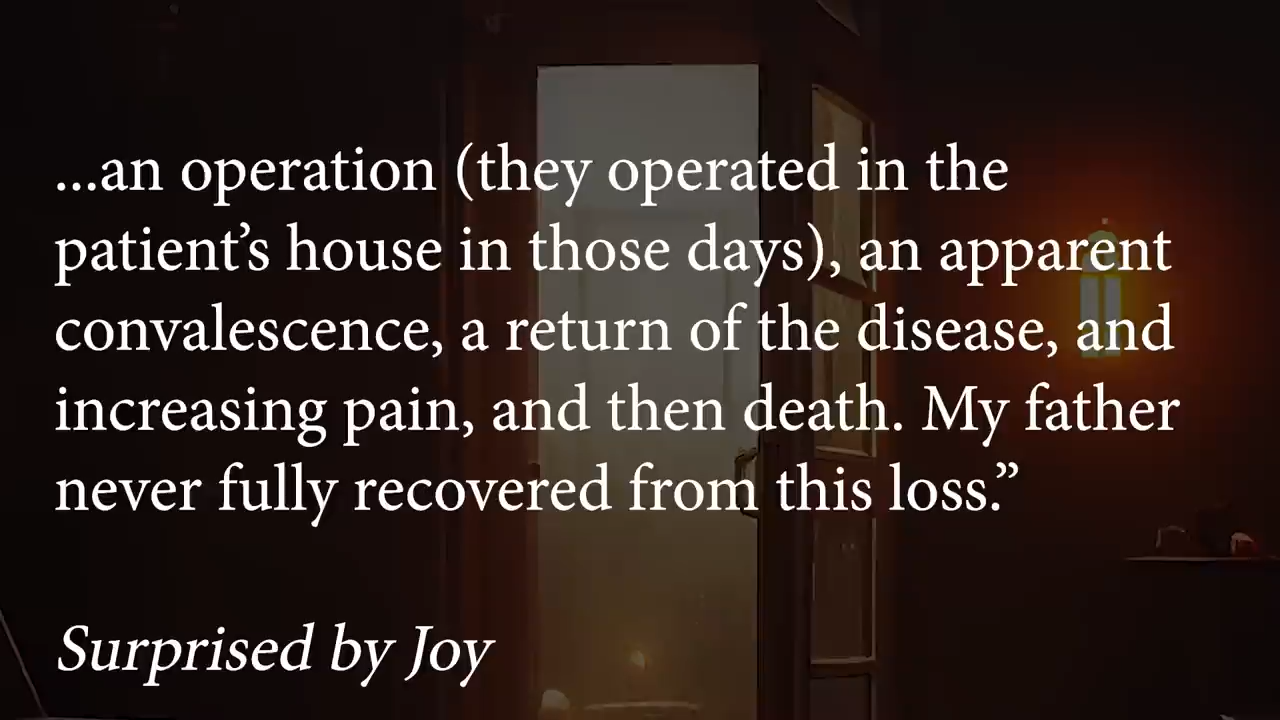 ...an operation (they operated in the
patient’s house in those days), an apparent
convalescence, a return of the disease, and
increasing pain, and then death. My father
never fully recovered from this loss.”
Surprised by Joy